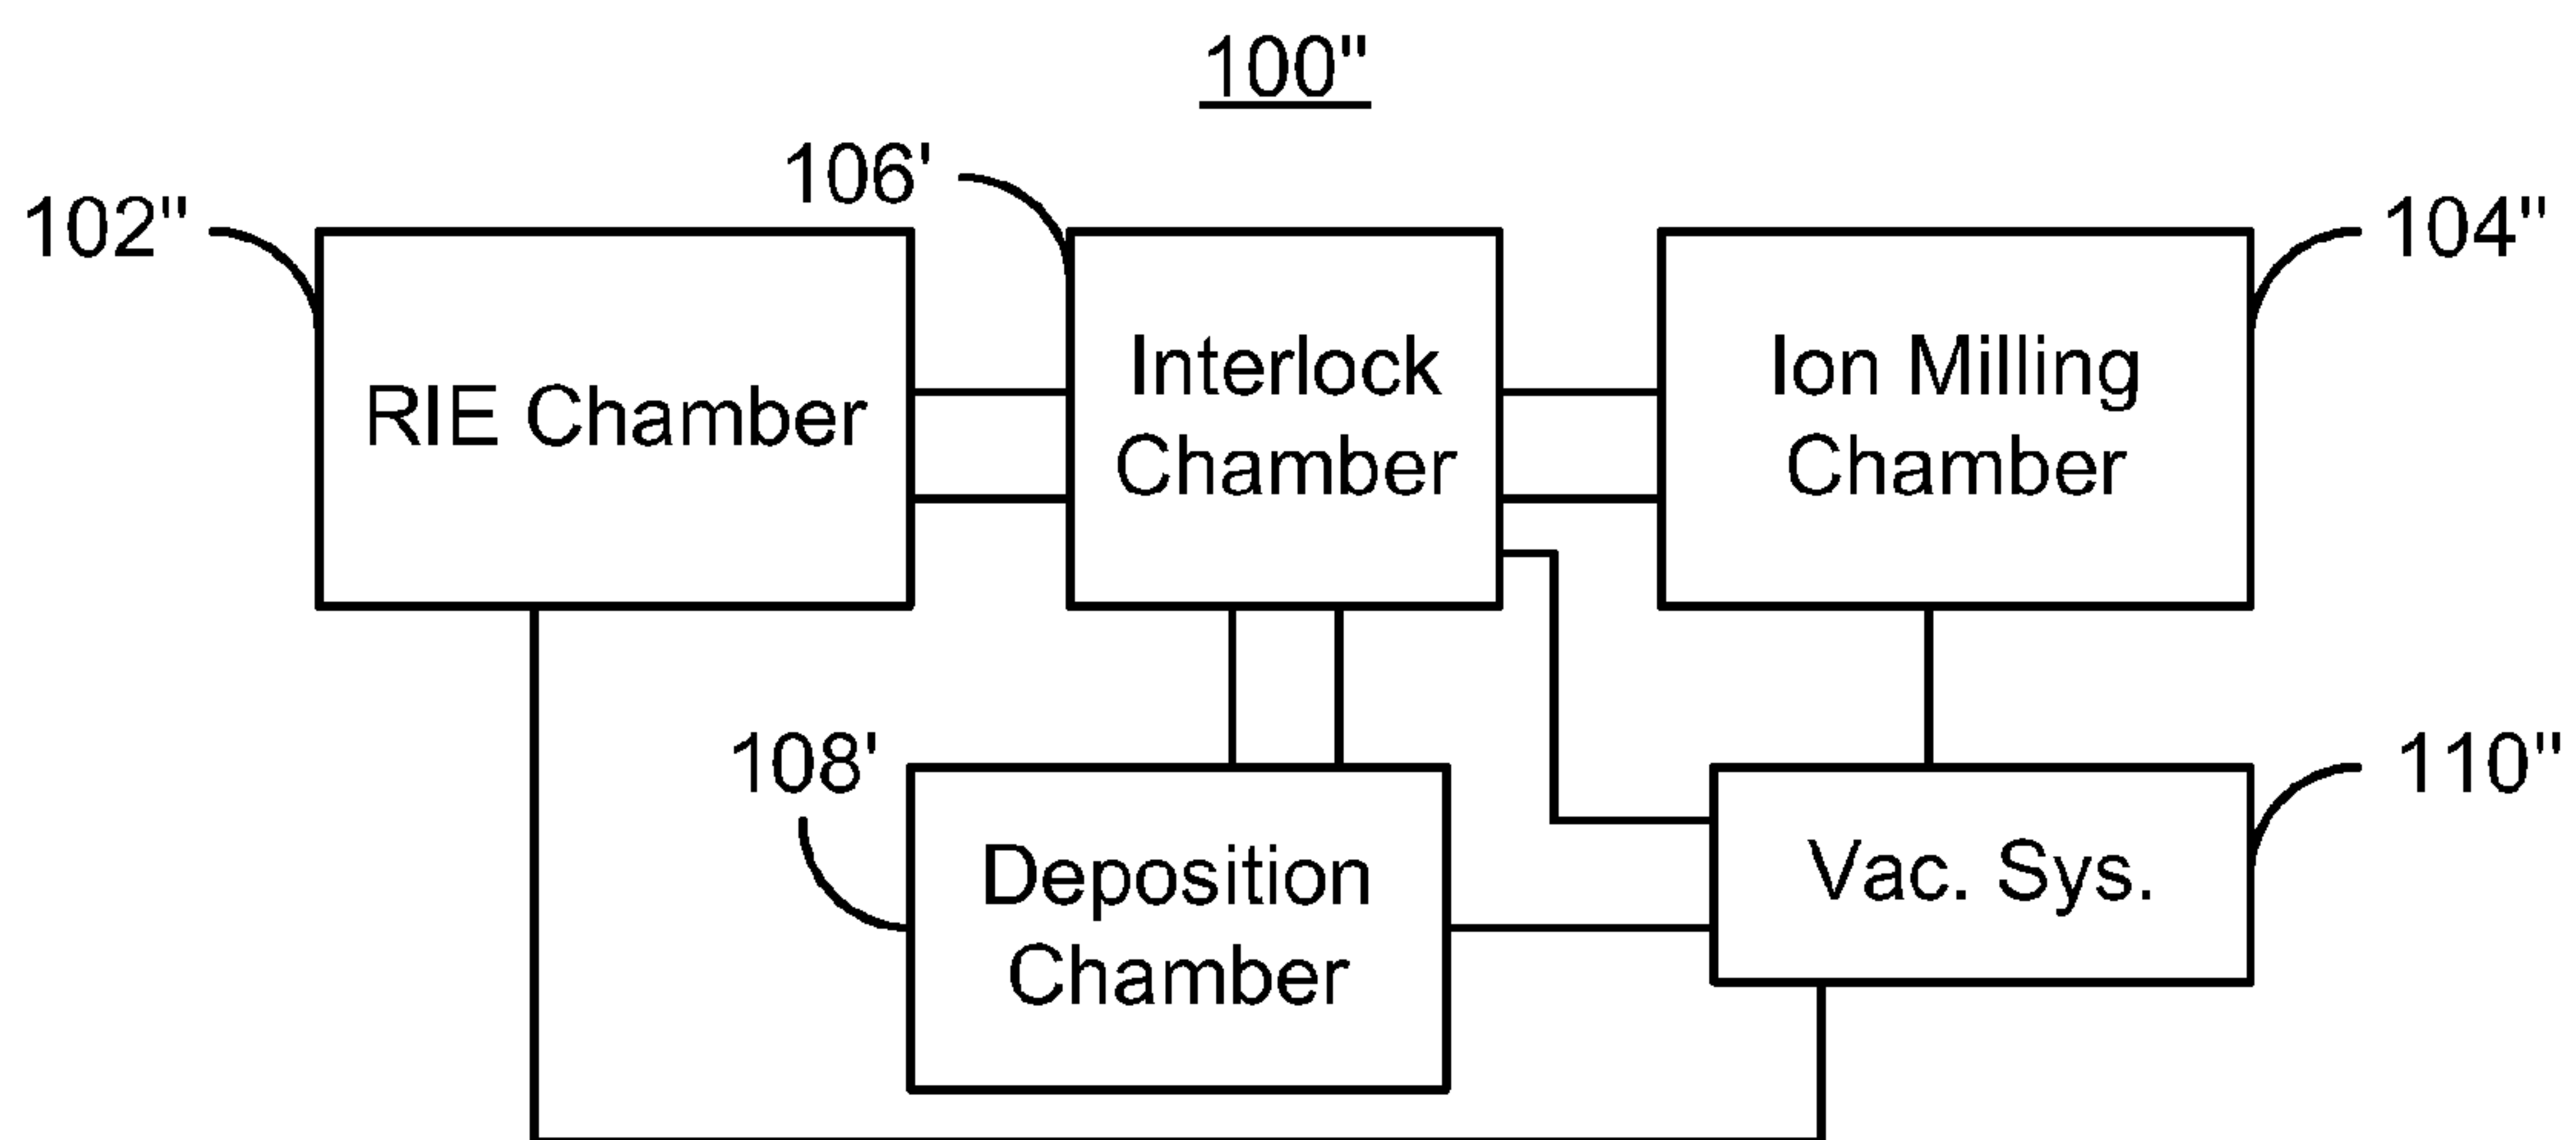 100"
106'
102"
104"
RIE Chamber
Interlock
Chamber
Ion Milling
Chamber
108'
110"
Deposition
Chamber
Vac. Sys.